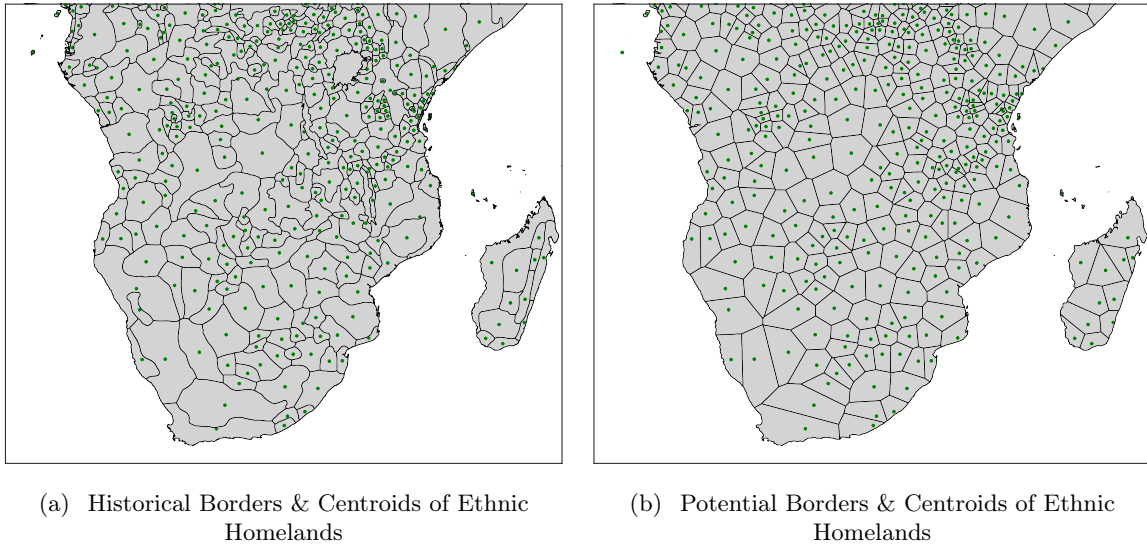 (a) Historical Borders & Centroids of Ethnic
Homelands
(b) Potential Borders & Centroids of Ethnic
Homelands